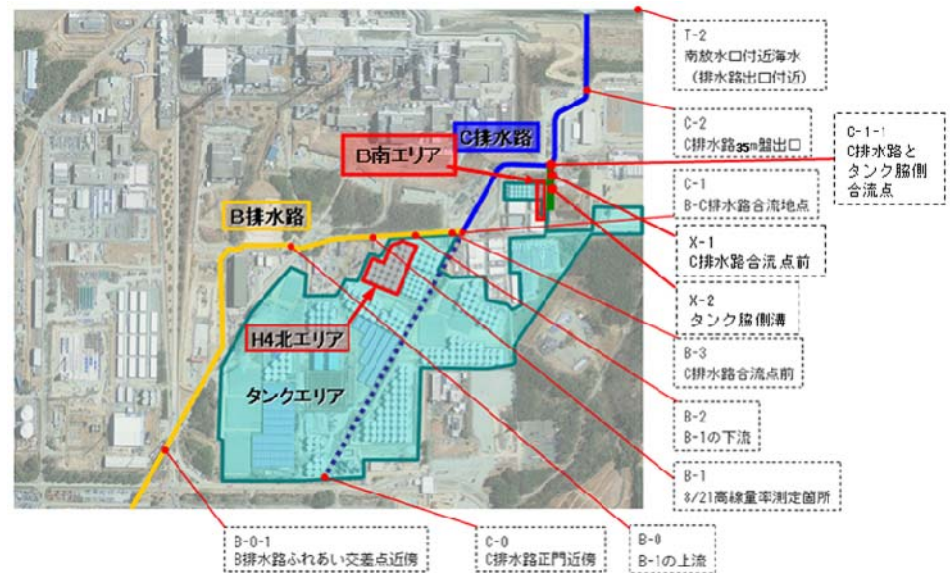 T-2
南放水口付近海水
(排水路出口付近)
C-2
C排水路35m盤出口
C-1-1
C排水路と
タンク脇側
合流点
C-1
B-C排水路合流地点
X-1
C排水路合流点前
X-2
タンク脇側溝
B-3
C排水路合流点前
B-2
B-1の下流
B-1
8/21高線量率測定箇所
C排水路
B南エリア
B排水路
H4北エリア
タンクエリア
B-0-1
B排水路ふれあい交差点近傍
C-0
C排水路正門近傍
B-0
B-1の上流